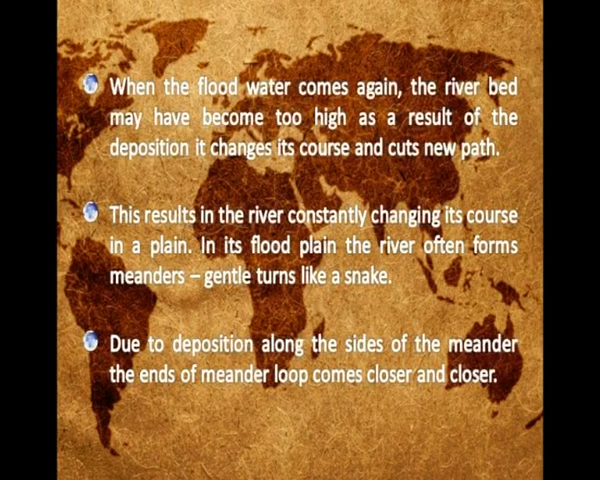 When the flood water comes again, the river bed
may have become too high as a result of the
deposition it changes its course and cuts new path.
This results in the river constantly changing its course
in a plain. In its flood plain the river often forms
meanders – gentle turns like a snake.
Due to deposition along the sides of the meander
the ends of meander loop comes closer and closer.